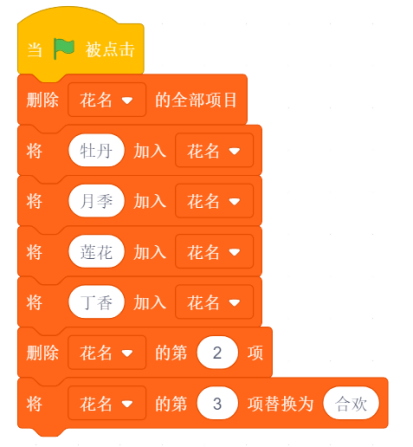 当 被点击
删除 花名 的全部项目
将 牡丹 加入 花名
将 月季 加入 花名
将 莲花 加入 花名
将 丁香 加入 花名
删除 花名 的第 2 项
将 花名 的第 3 项替换为 合欢